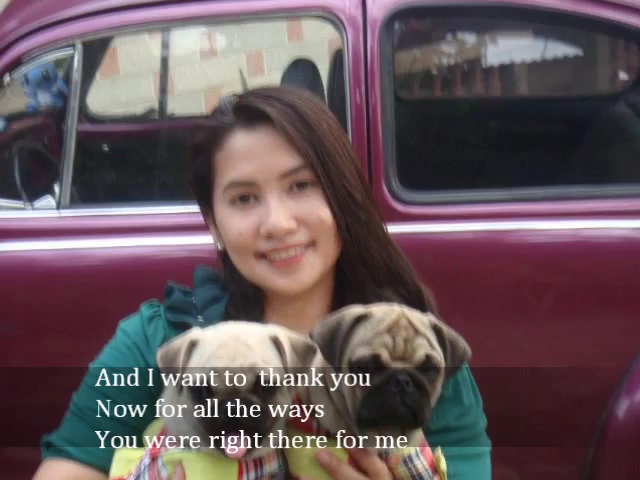 And I want to thank you
Now for all the ways
You were right there for me